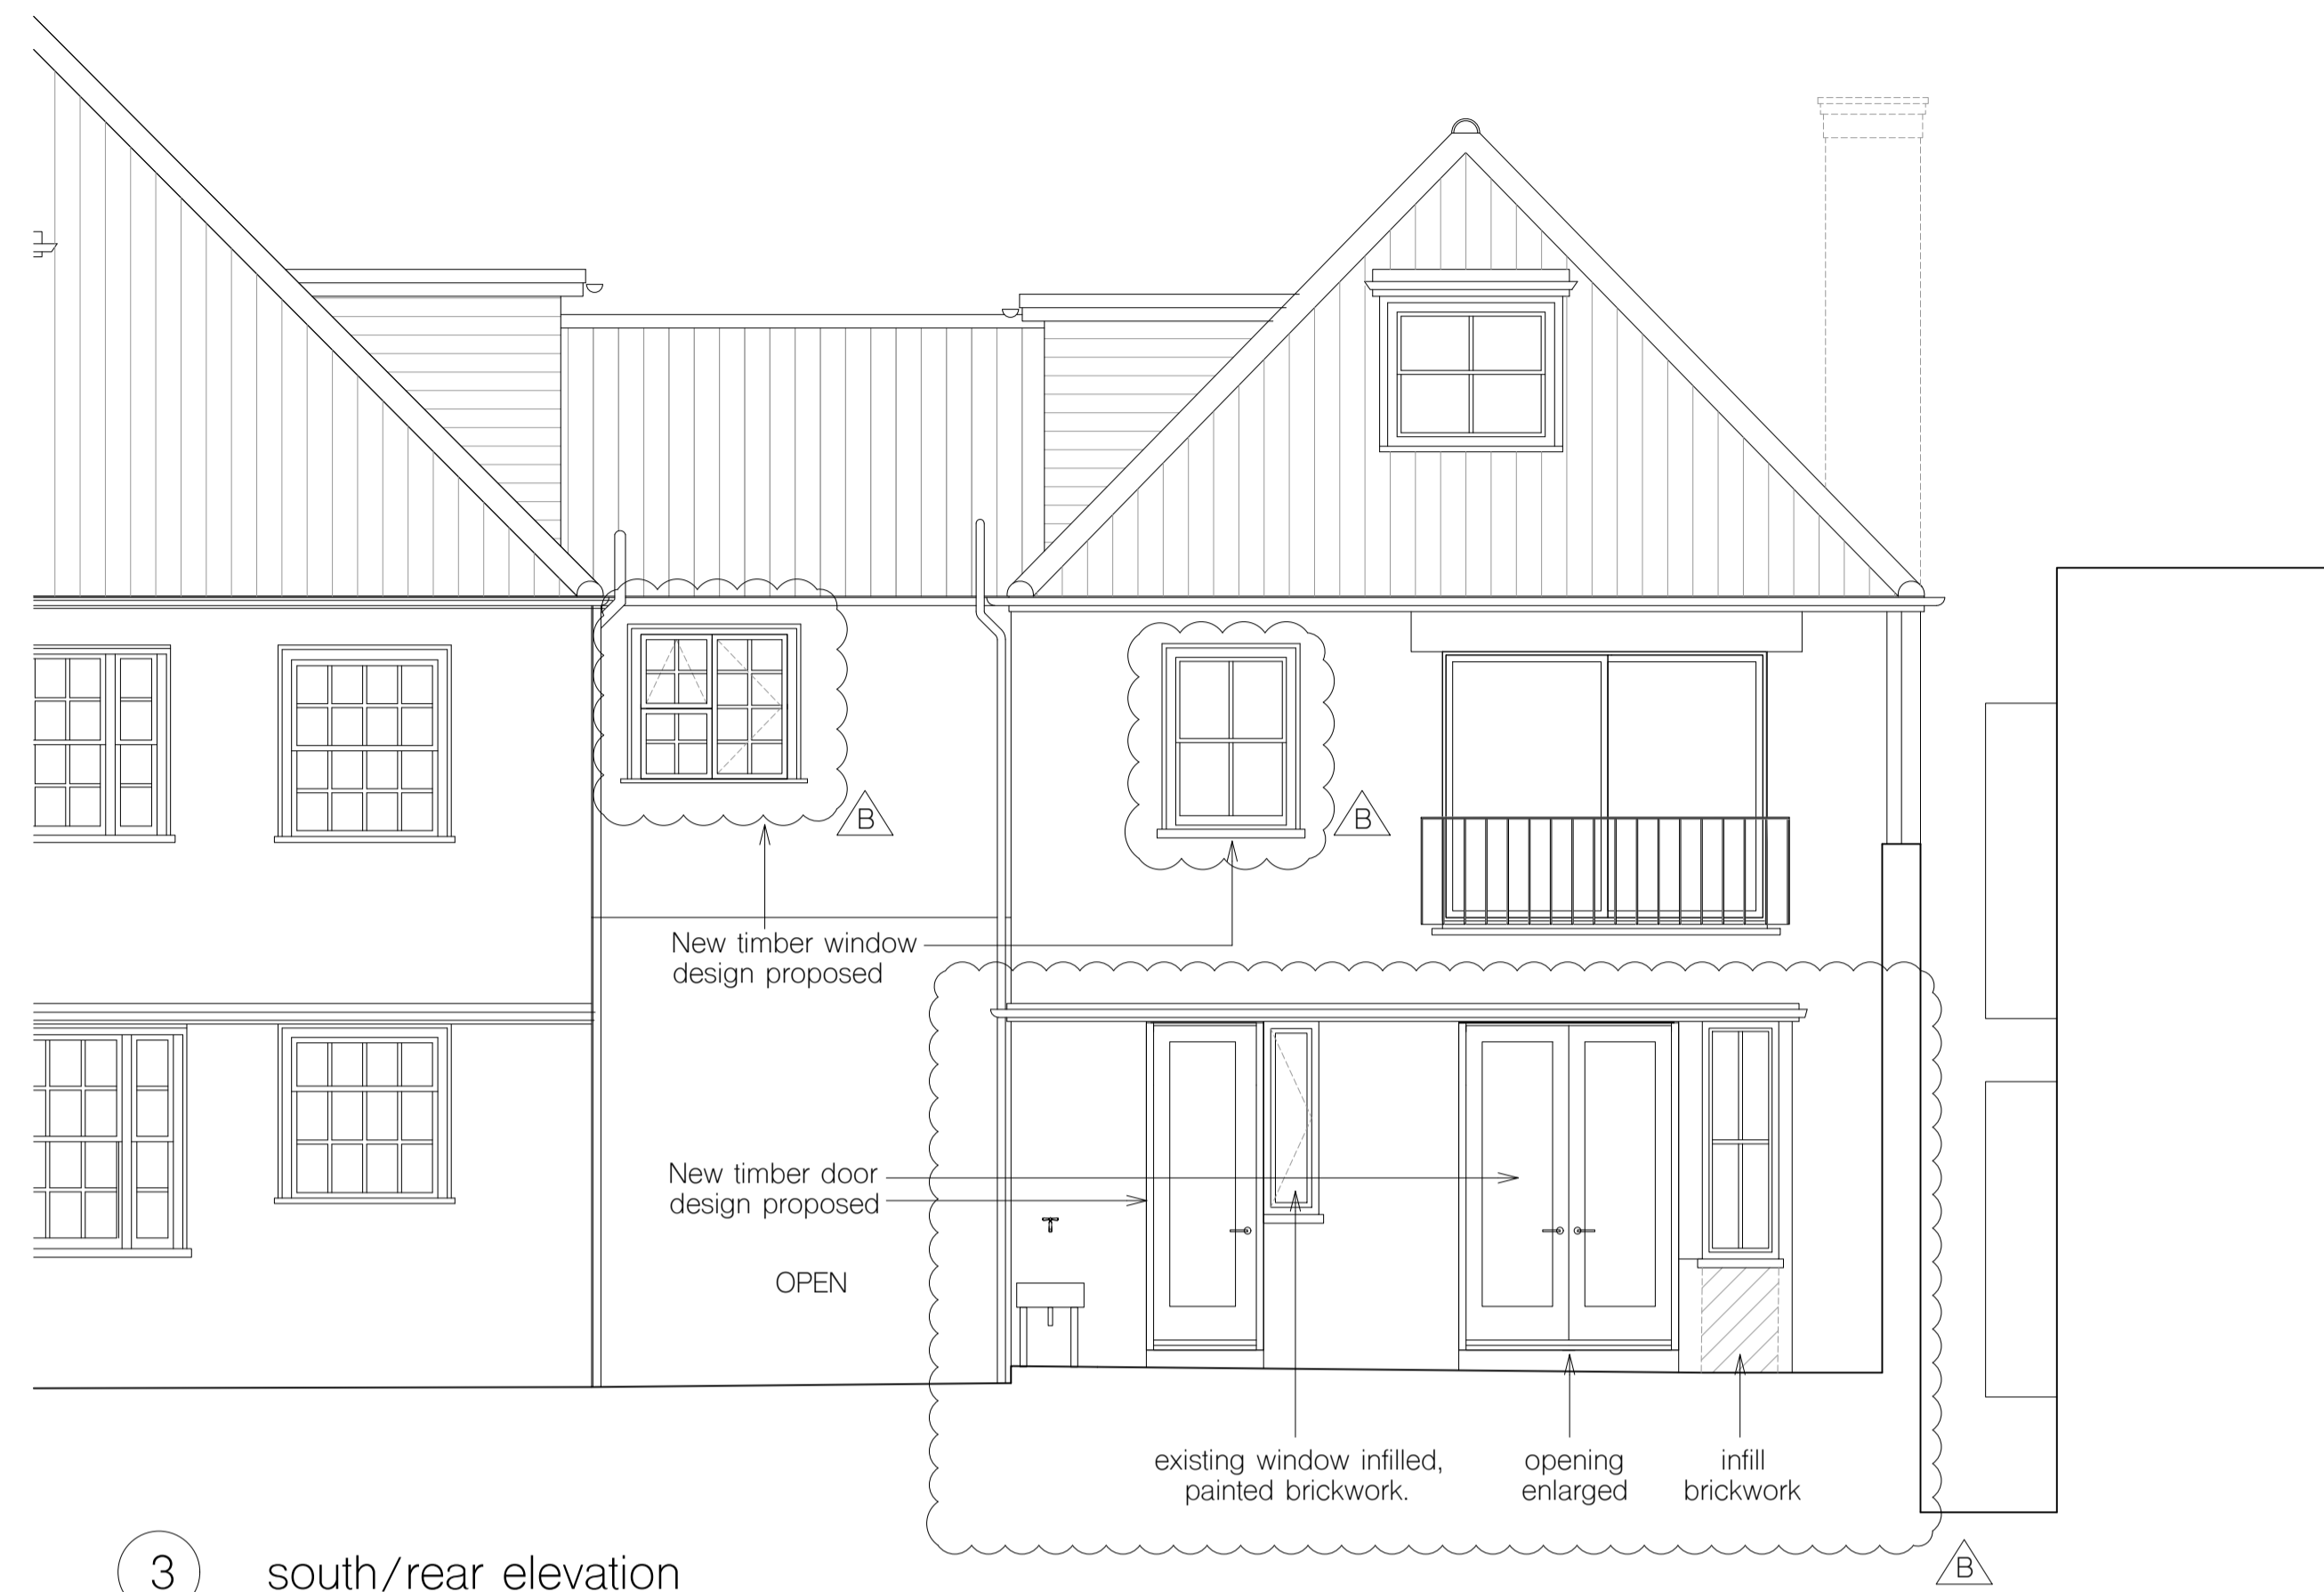 B
B
New timber window
design proposed
New timber door
design proposed
OPEN
existing window infilled,
painted brickwork.
opening
enlarged
infill
brickwork
B
3 south/rear elevation